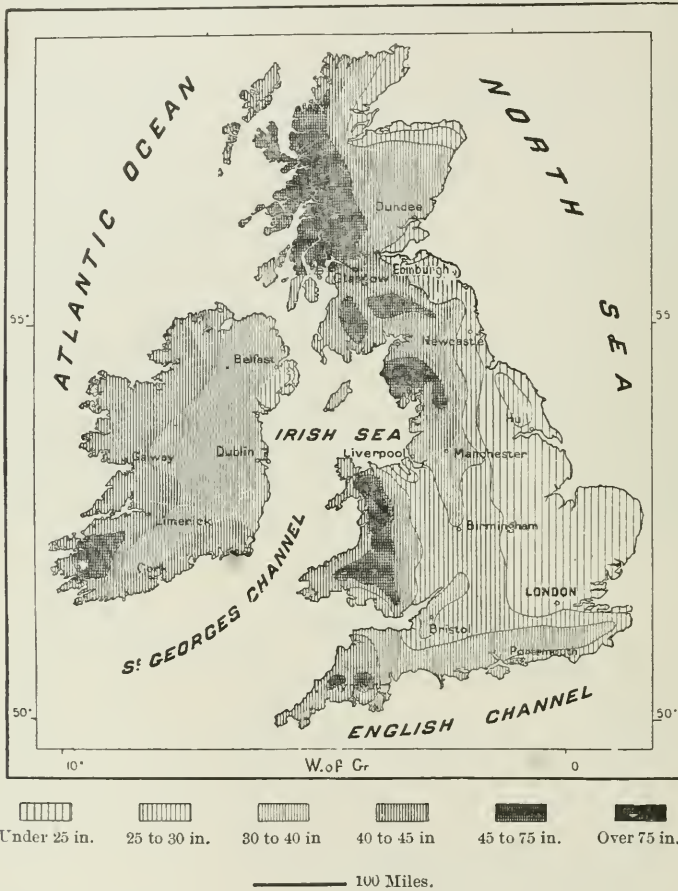 ATLANTIC OCEAN
NORTH SEA
Dundee
Glasgow
Edinburgh
55°
55
Newcastle
Belfast
Hull
IRISH SEA
Galway
Dublin
Liverpool
Manchester
Limerick
Birmingham
Cork
LONDON
St GEORGES CHANNEL
Bristol
Portsmouth
50°
50°
ENGLISH CHANNEL
10°
W. of Gr
0
Under 25 in.
25 to 30 in.
30 to 40 in
40 to 45 in
45 to 75 in.
Over 75 in.
100 Miles.